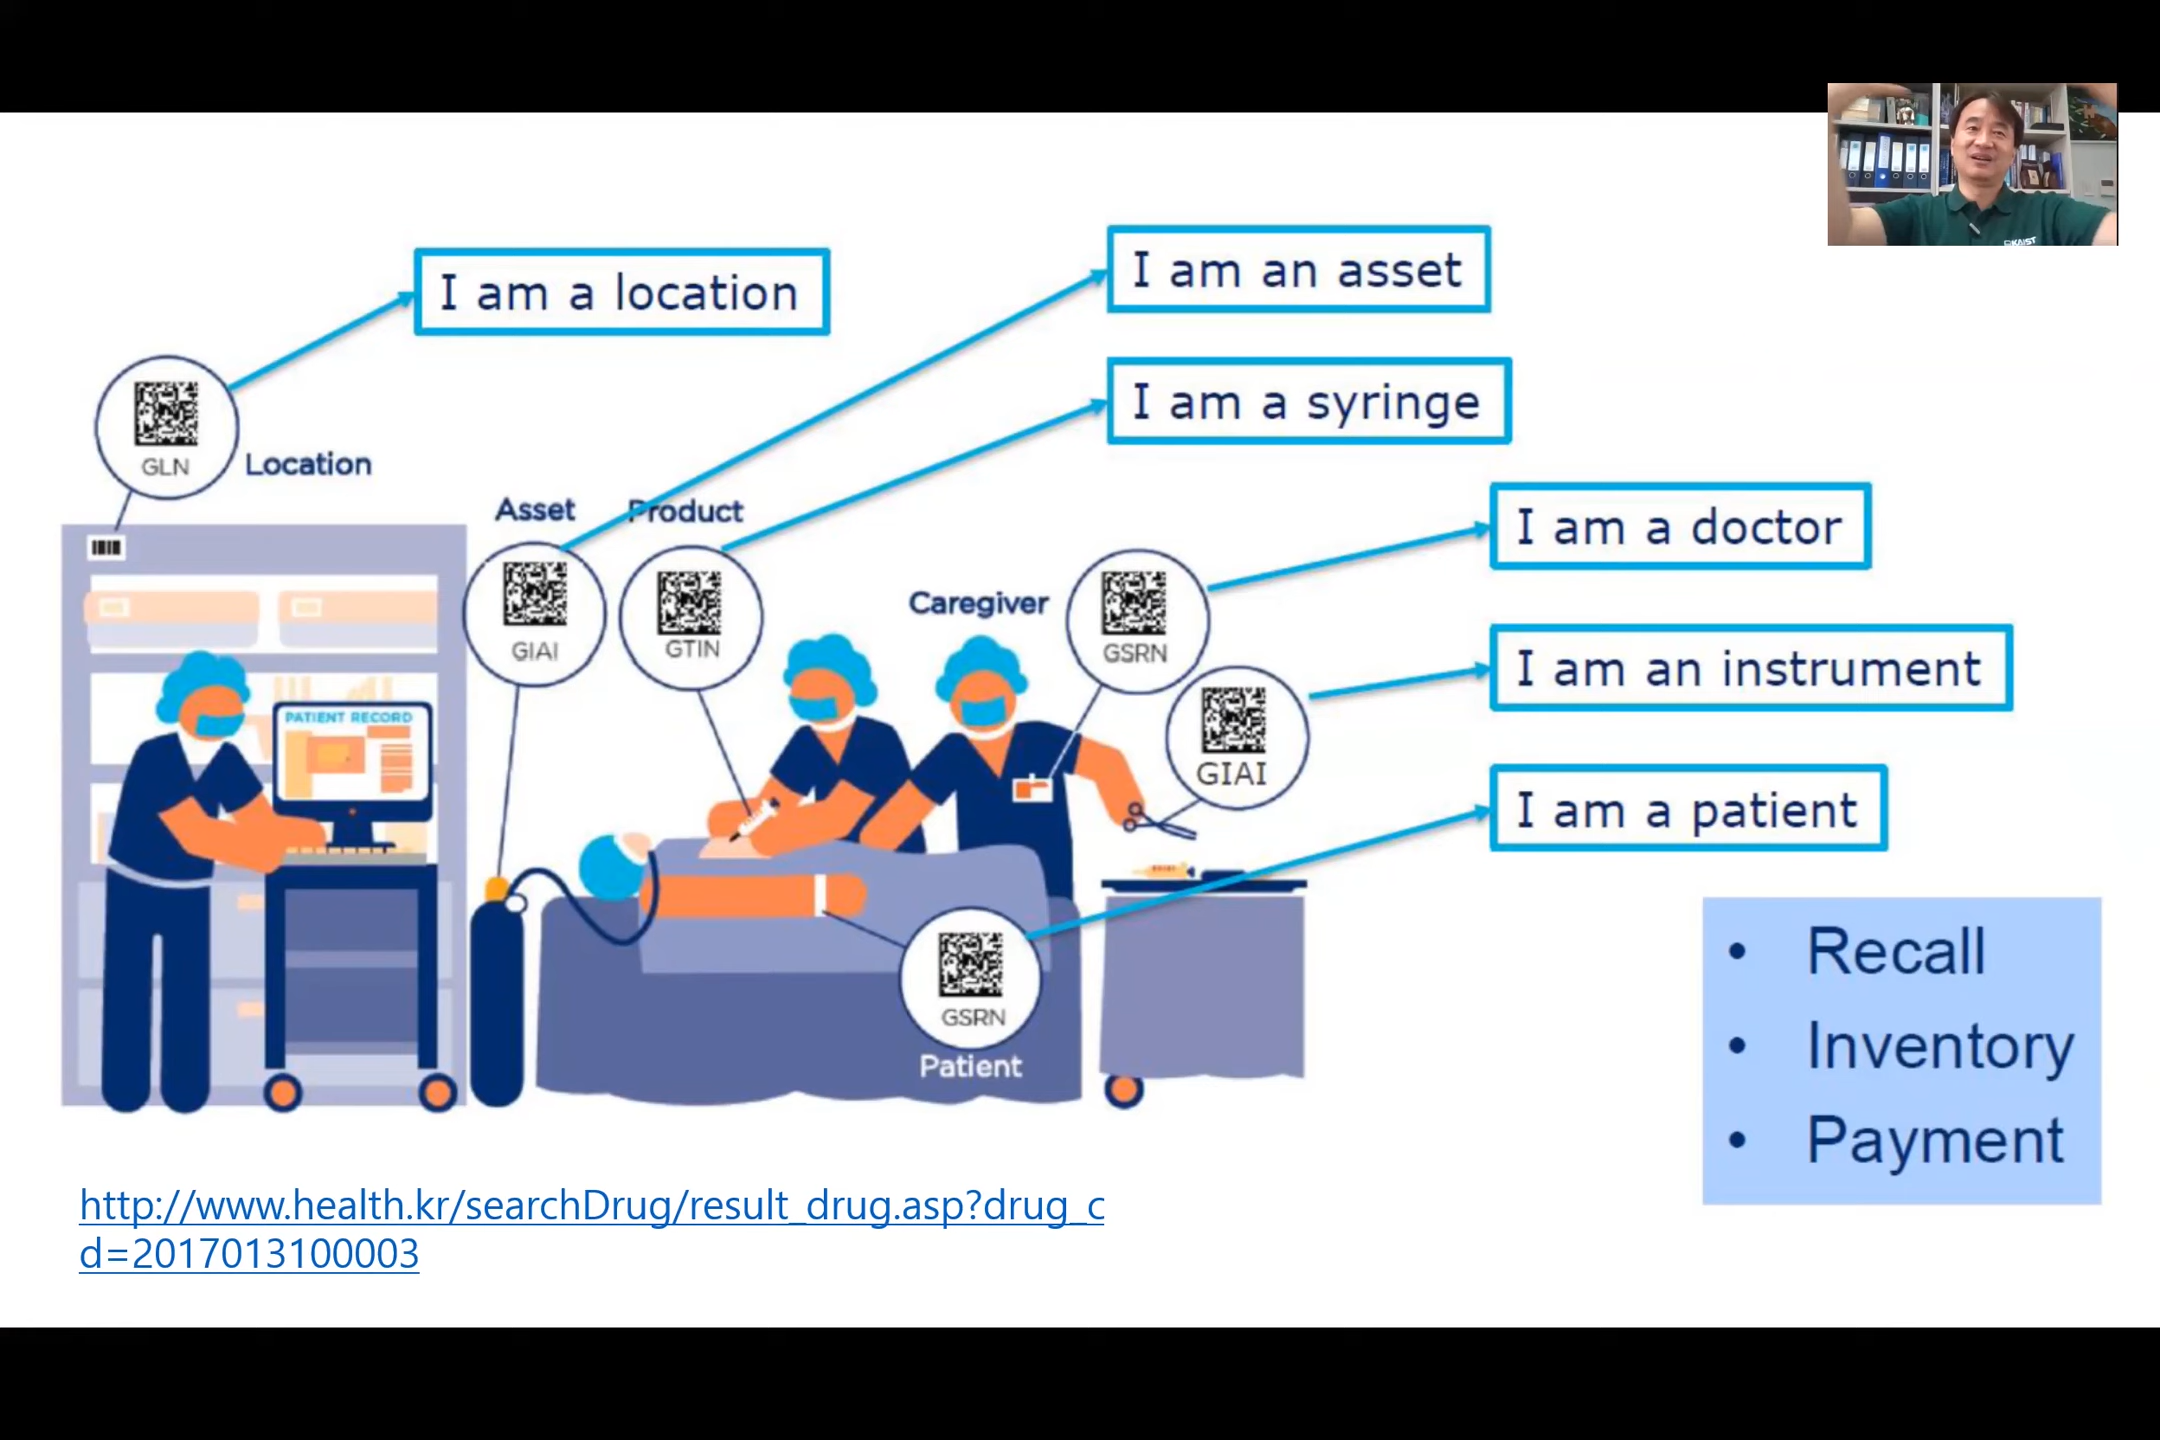 I am a location
I am an asset
I am a syringe
GLN
Location
Asset
Product
GIAI
GTIN
Caregiver
GSRN
I am a doctor
GIAI
I am an instrument
PATIENT RECORD
I am a patient
GSRN
Patient
• Recall
• Inventory
• Payment
http://www.health.kr/searchDrug/result_drug.asp?drug_c
d=2017013100003
KAIST